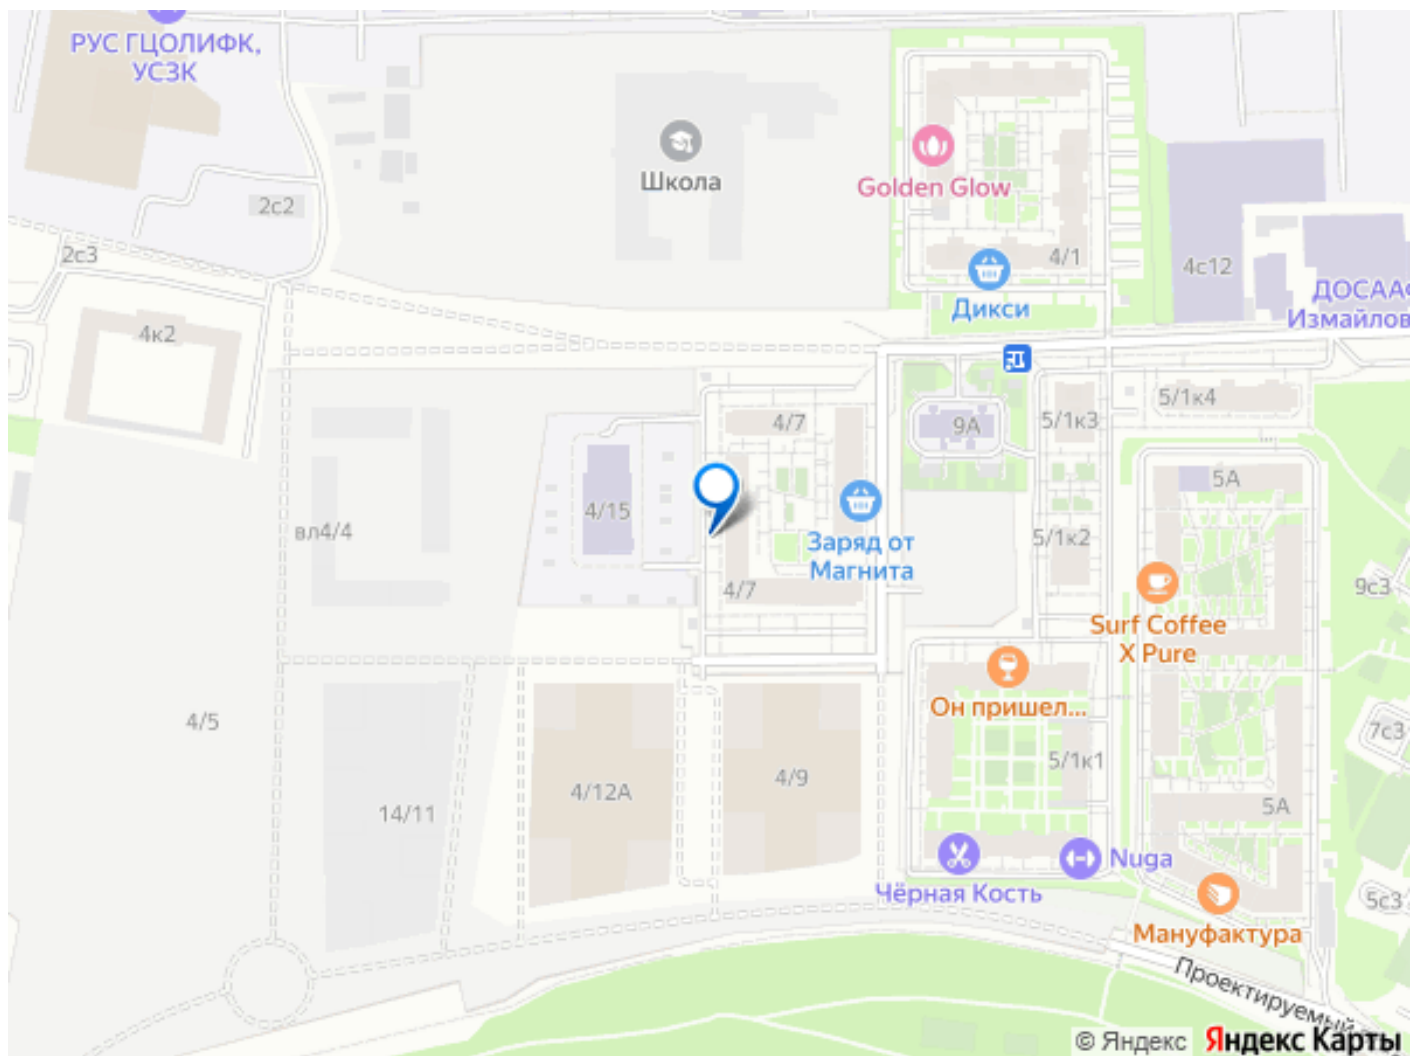 РУС ГЦОЛИФК,
УСЗК
Школа
Golden Glow
2с2
2с3
4/1
4с12
Дикси
ДОСААФ
Измайлов
4к2
4/7
9А
5/1к3
5/1к4
5А
4/15
вл4/4
Заряд от
Магнита
5/1к2
4/7
9с3
Surf Coffee
X Pure
Он пришел...
4/5
7с3
5/1к1
4/12А
4/9
14/11
5А
Nuga
Чёрная Кость
5с3
Мануфактура
Проектируемый
© Яндекс Яндекс Карты